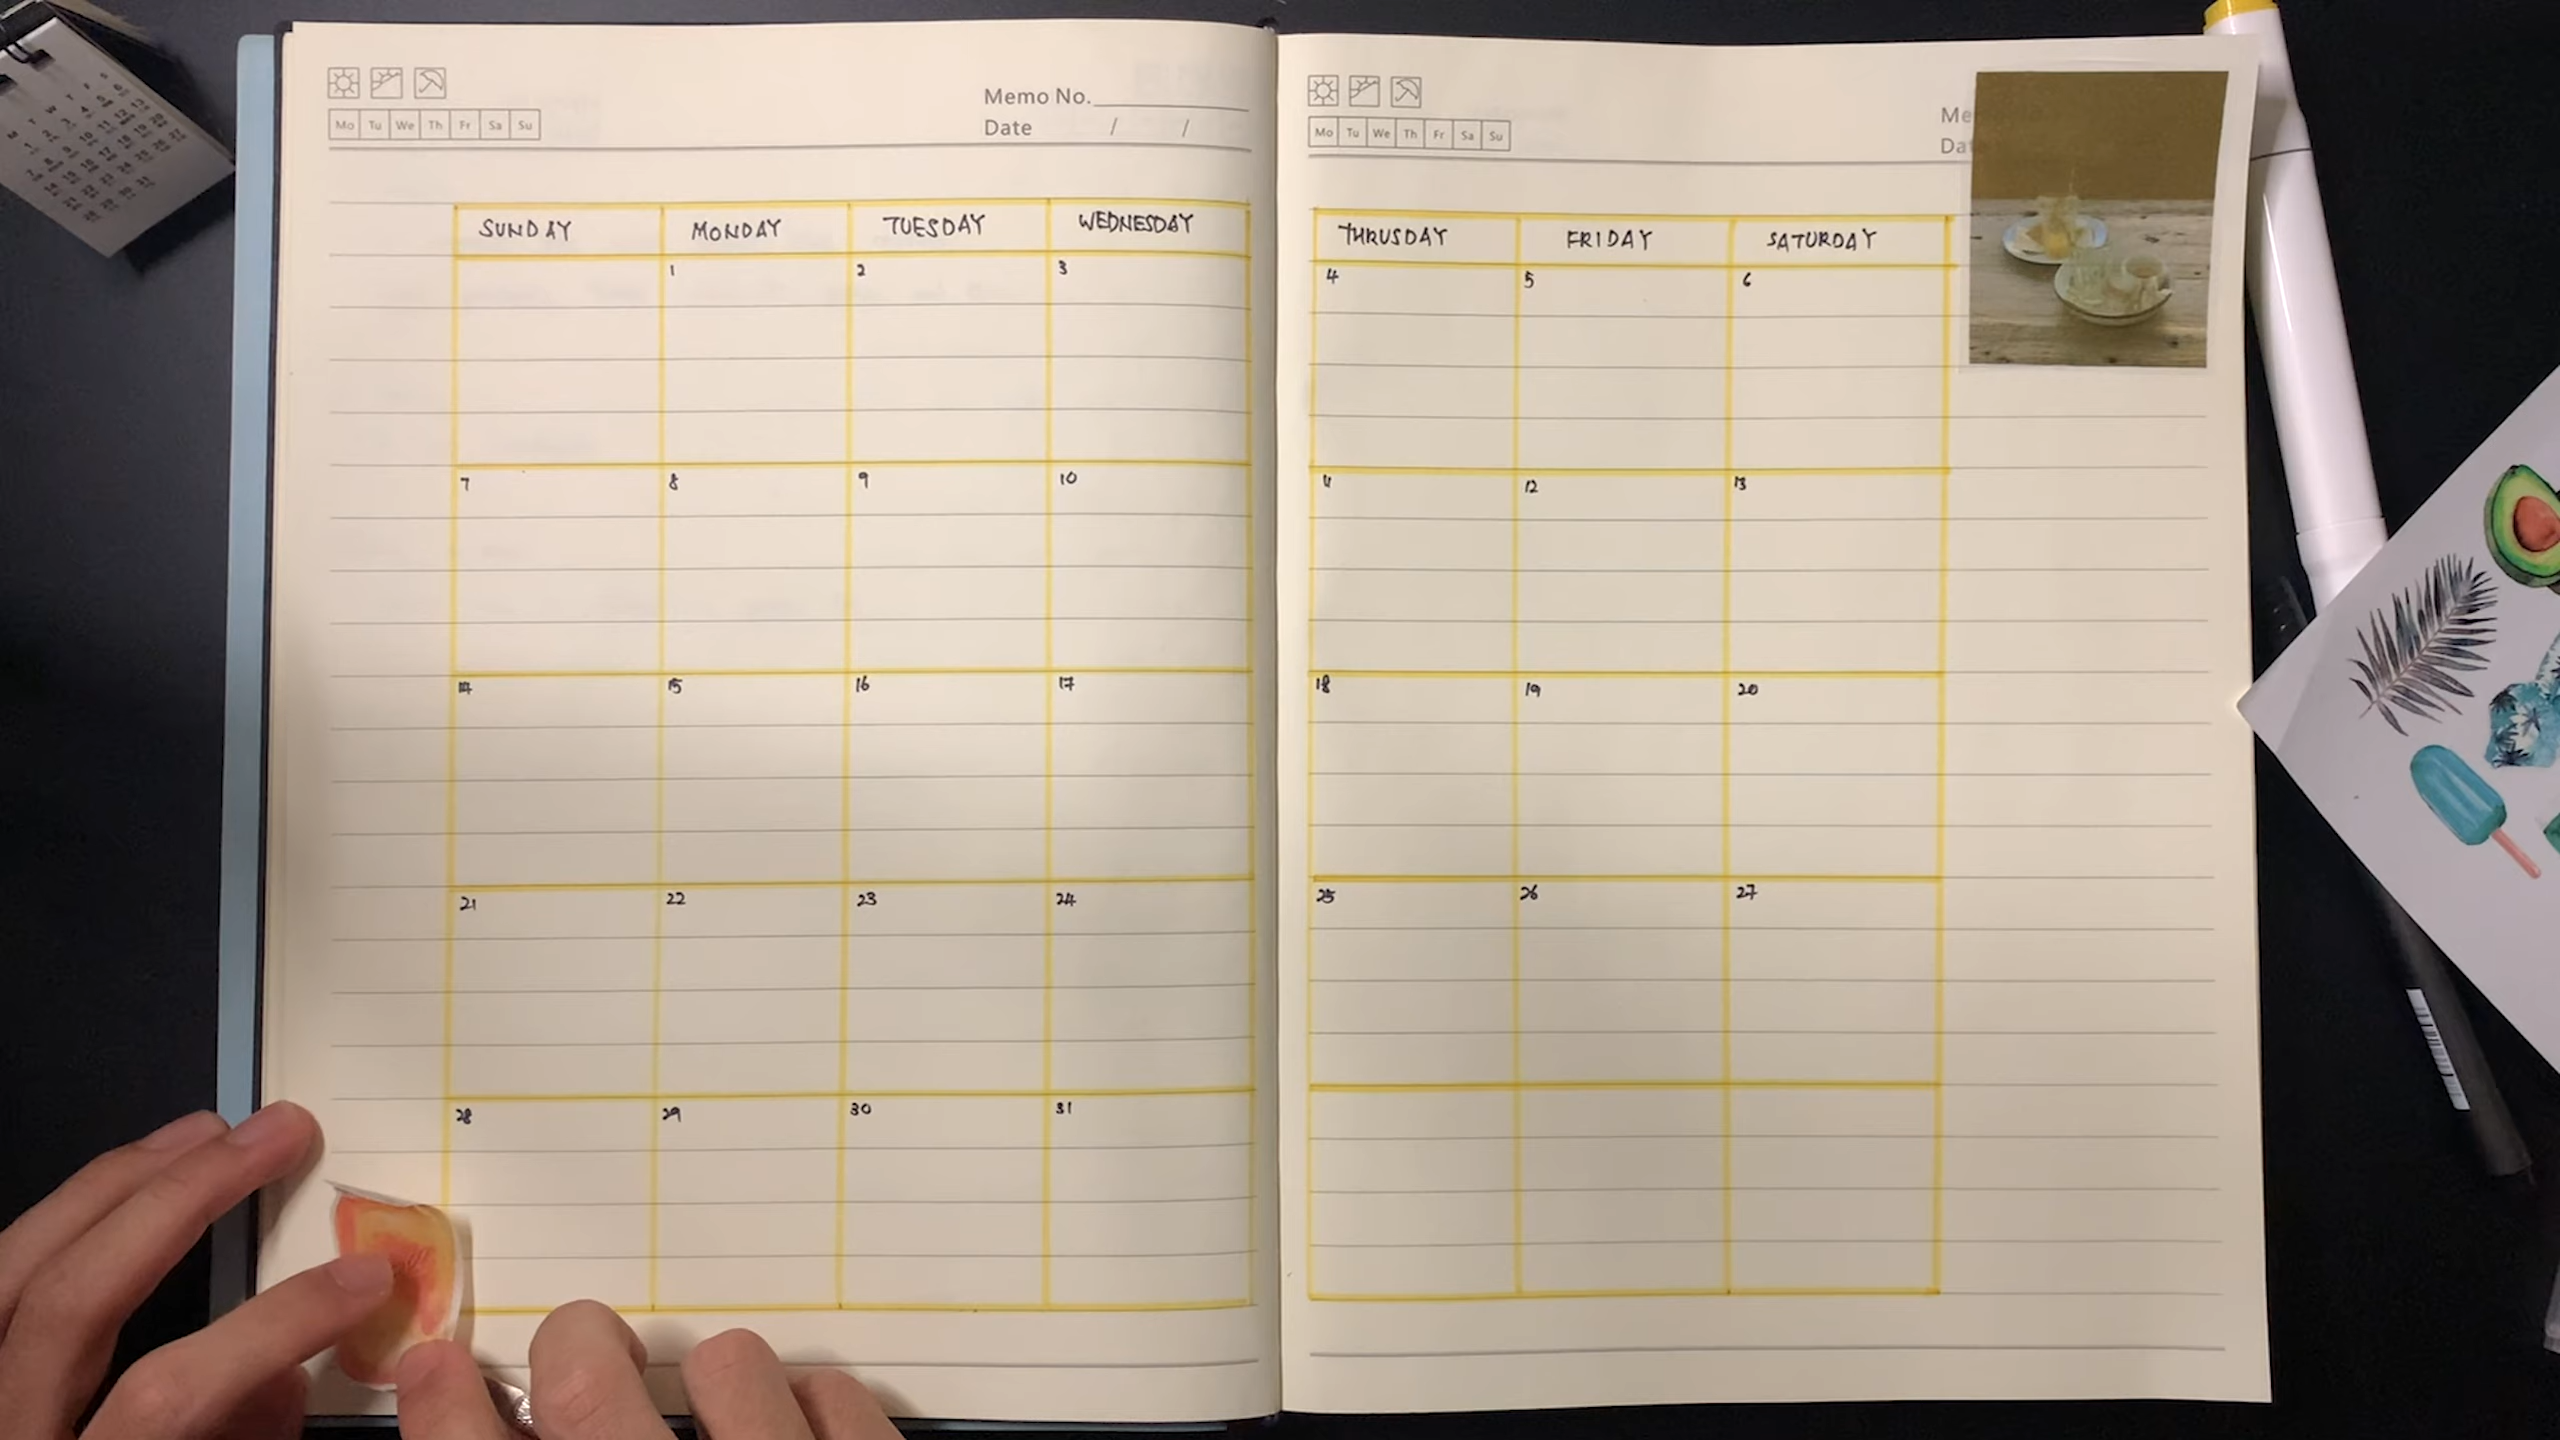 Mo Tu We Th Fr Sa Su
Memo No.
Date / /
SUNDAY MONDAY TUESDAY WEDNESDAY
1 2 3
7 8 9 10
14 15 16 17
21 22 23 24
28 29 30 31
Mo Tu We Th Fr Sa Su
Me
Dat
THRUSDAY FRIDAY SATURDAY
4 5 6
11 12 13
18 19 20
25 26 27